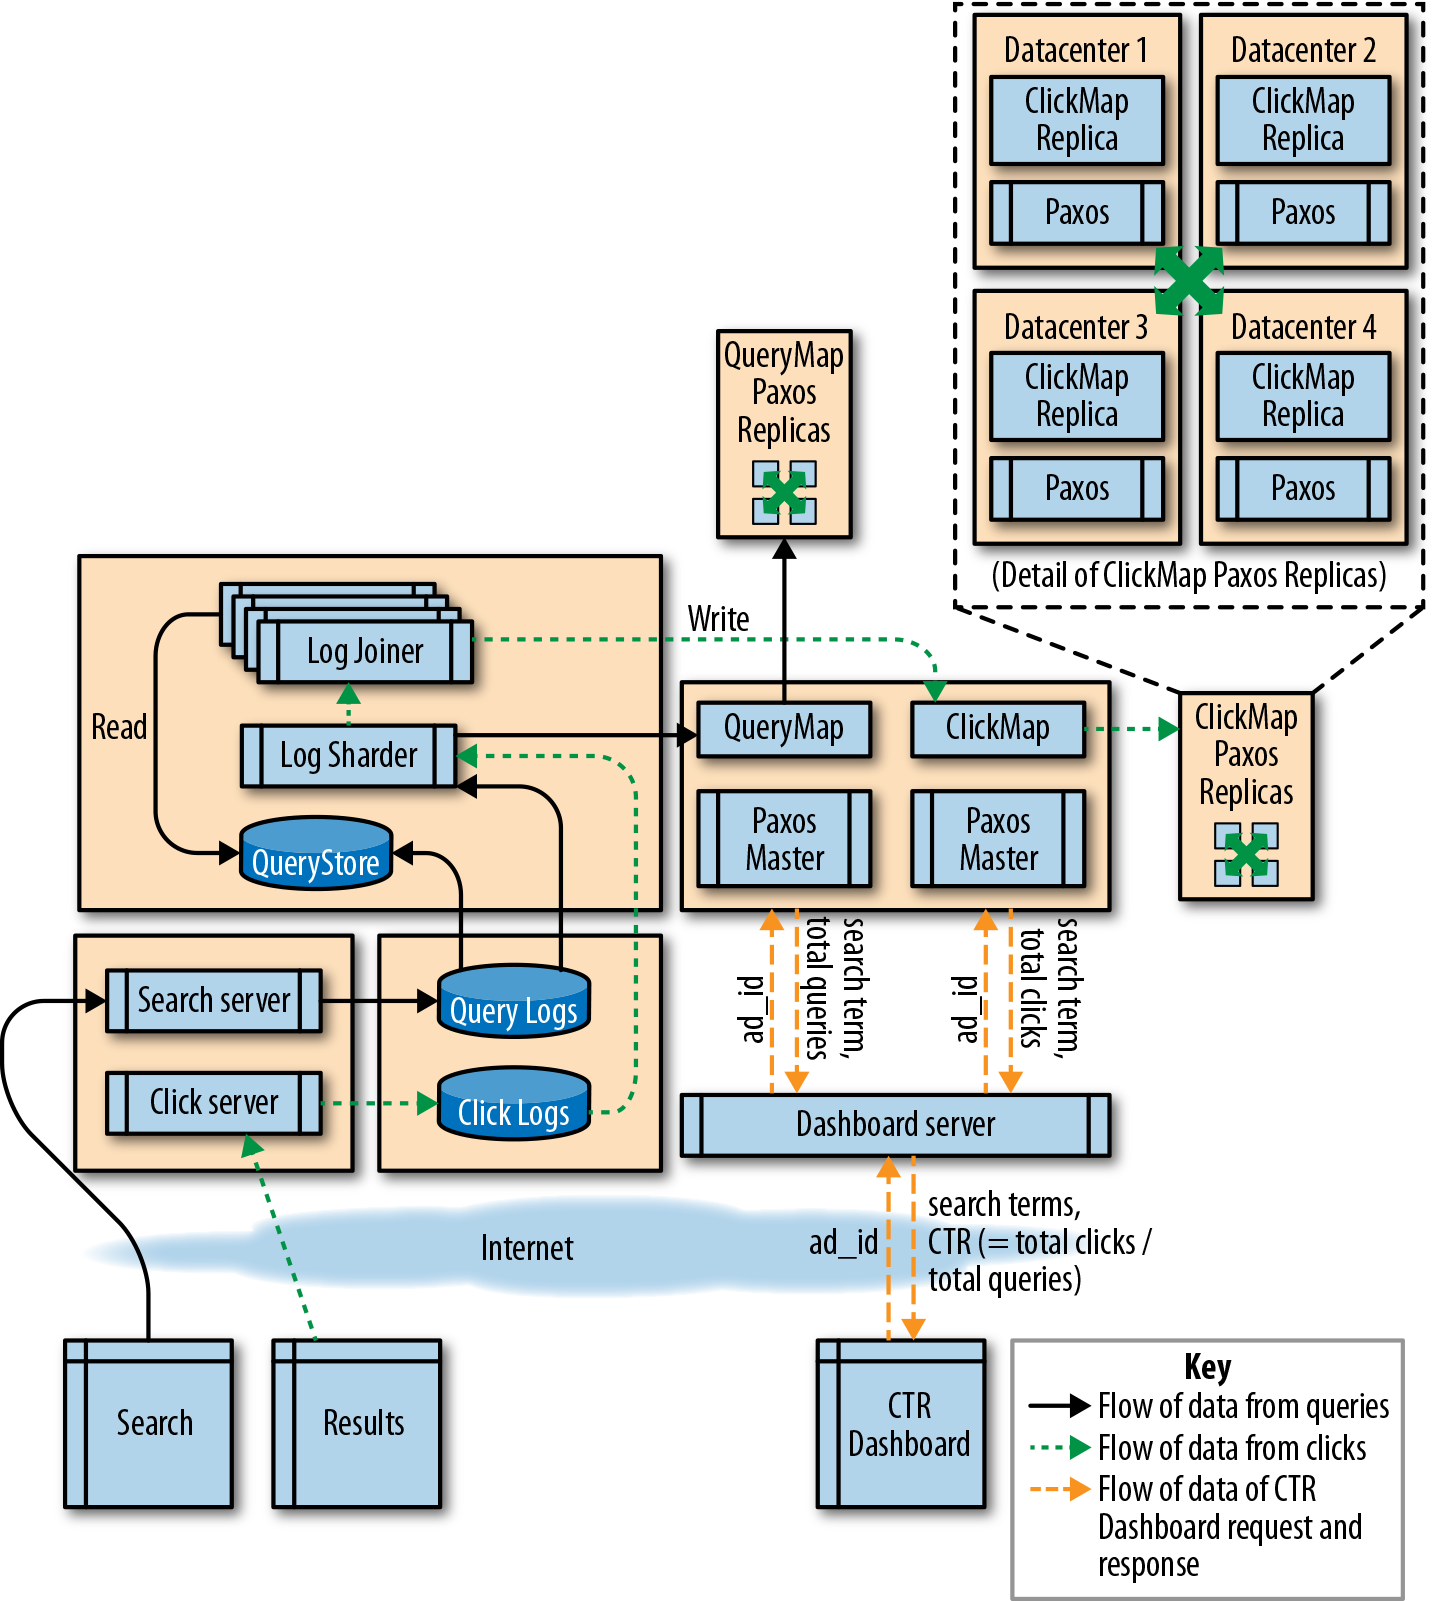 Datacenter 1
ClickMap
Replica
Paxos
Datacenter 2
ClickMap
Replica
Paxos
Datacenter 3
ClickMap
Replica
Paxos
Datacenter 4
ClickMap
Replica
Paxos
(Detail of ClickMap Paxos Replicas)
QueryMap
Paxos
Replicas
Write
Log Joiner
Read
Log Sharder
QueryStore
QueryMap
ClickMap
Paxos
Master
Paxos
Master
ClickMap
Paxos
Replicas
Search server
Click server
Query Logs
Click Logs
ad_id
search term,
total queries
ad_id
search term,
total clicks
Dashboard server
Internet
ad_id
search terms,
CTR (= total clicks /
total queries)
Search
Results
CTR
Dashboard
Key
Flow of data from queries
Flow of data from clicks
Flow of data of CTR
Dashboard request and
response